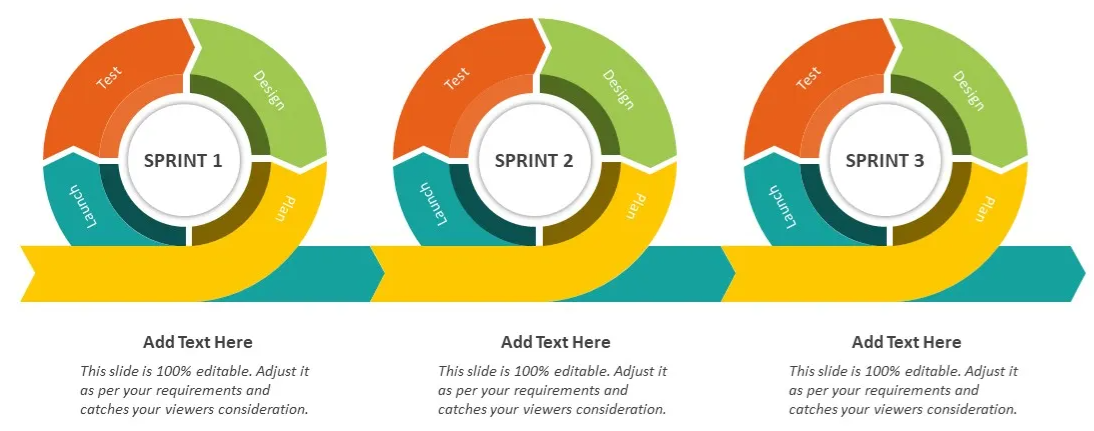 Test
Design
SPRINT 1
Launch
Plan
Test
Design
SPRINT 2
Launch
Plan
Test
Design
SPRINT 3
Launch
Plan
Add Text Here
This slide is 100% editable. Adjust it
as per your requirements and
catches your viewers consideration.
Add Text Here
This slide is 100% editable. Adjust it
as per your requirements and
catches your viewers consideration.
Add Text Here
This slide is 100% editable. Adjust it
as per your requirements and
catches your viewers consideration.